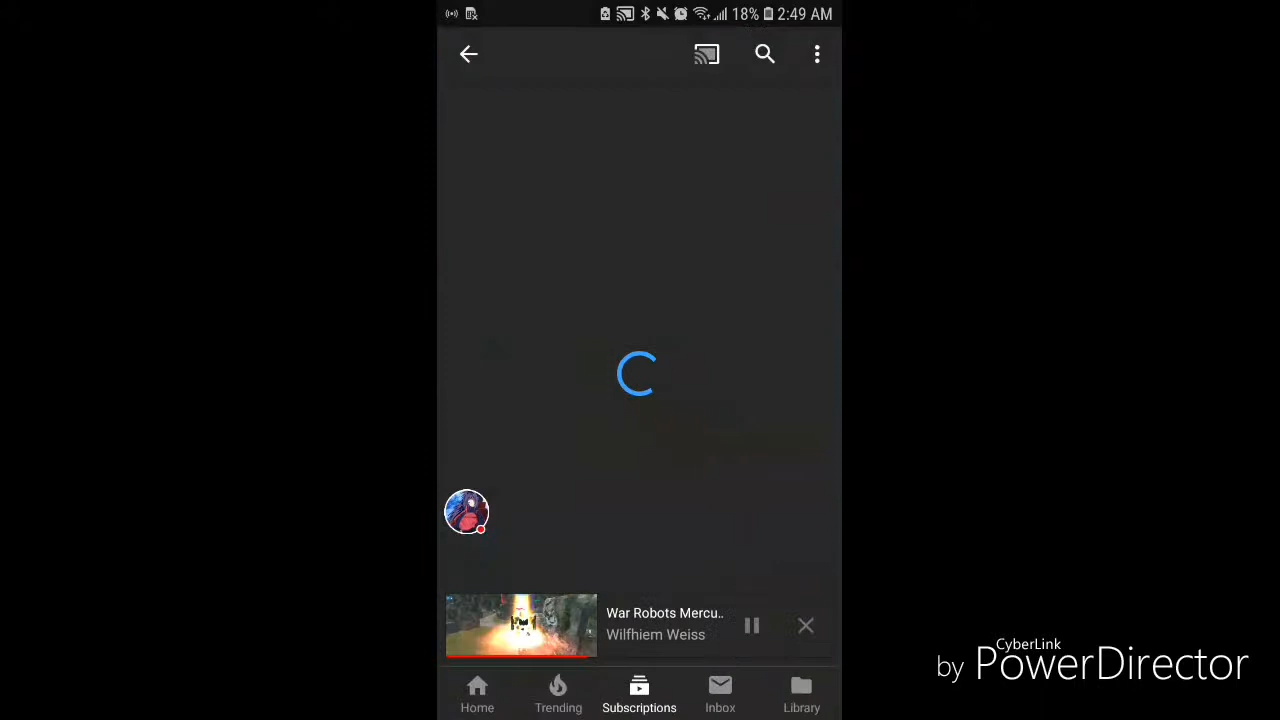 18% 2:49 AM
War Robots Mercu..
Wilfhiem Weiss
Home Trending Subscriptions Inbox Library
CyberLink
by PowerDirector